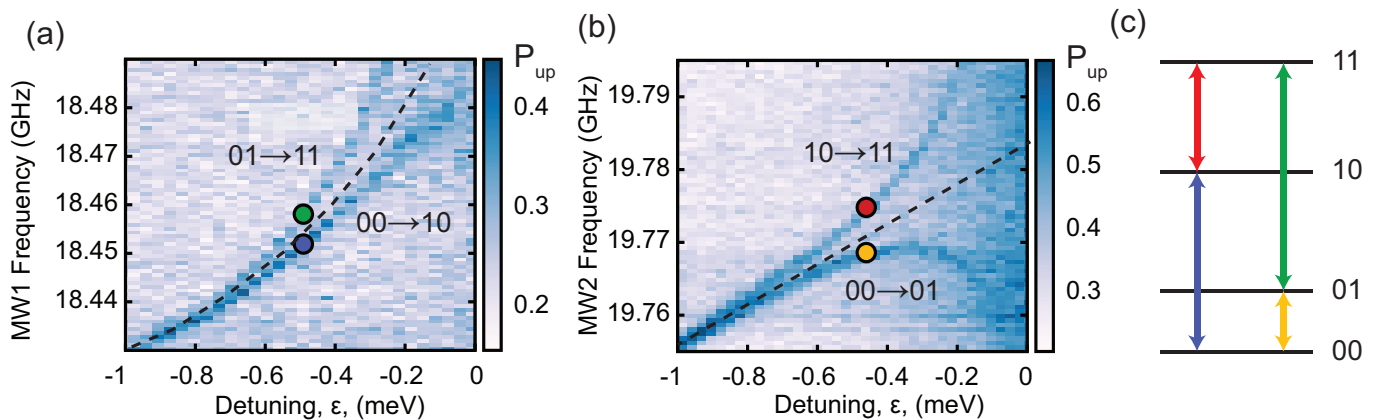 (a)
MW1 Frequency (GHz)
18.48
18.47
18.46
18.45
18.44
01→11
00→10
-1 -0.8 -0.6 -0.4 -0.2 0
Detuning, ε, (meV)
P_up
0.4
0.3
0.2
(b)
MW2 Frequency (GHz)
19.79
19.78
19.77
19.76
10→11
00→01
-1 -0.8 -0.6 -0.4 -0.2 0
Detuning, ε, (meV)
P_up
0.6
0.5
0.4
0.3
(c)
11
10
01
00